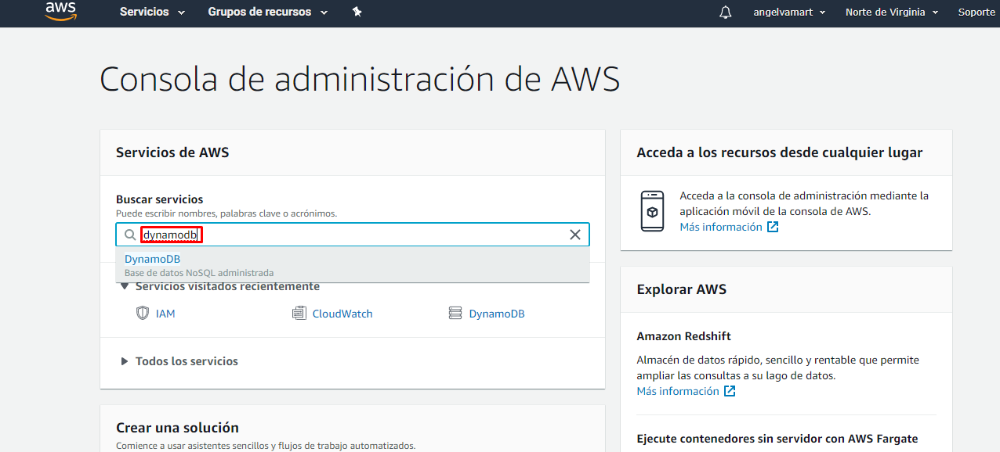 aws
Servicios
Grupos de recursos
angelvamart
Norte de Virginia
Soporte
Consola de administración de AWS
Servicios de AWS
Buscar servicios
Puede escribir nombres, palabras clave o acrónimos.
dynamodb
DynamoDB
Base de datos NoSQL administrada
Servicios visitados recientemente
IAM
CloudWatch
DynamoDB
Todos los servicios
Crear una solución
Comience a usar asistentes sencillos y flujos de trabajo automatizados.
Acceda a los recursos desde cualquier lugar
Acceda a la consola de administración mediante la
aplicación móvil de la consola de AWS.
Más información
Explorar AWS
Amazon Redshift
Almacén de datos rápido, sencillo y rentable que permite
ampliar las consultas a su lago de datos.
Más información
Ejecute contenedores sin servidor con AWS Fargate